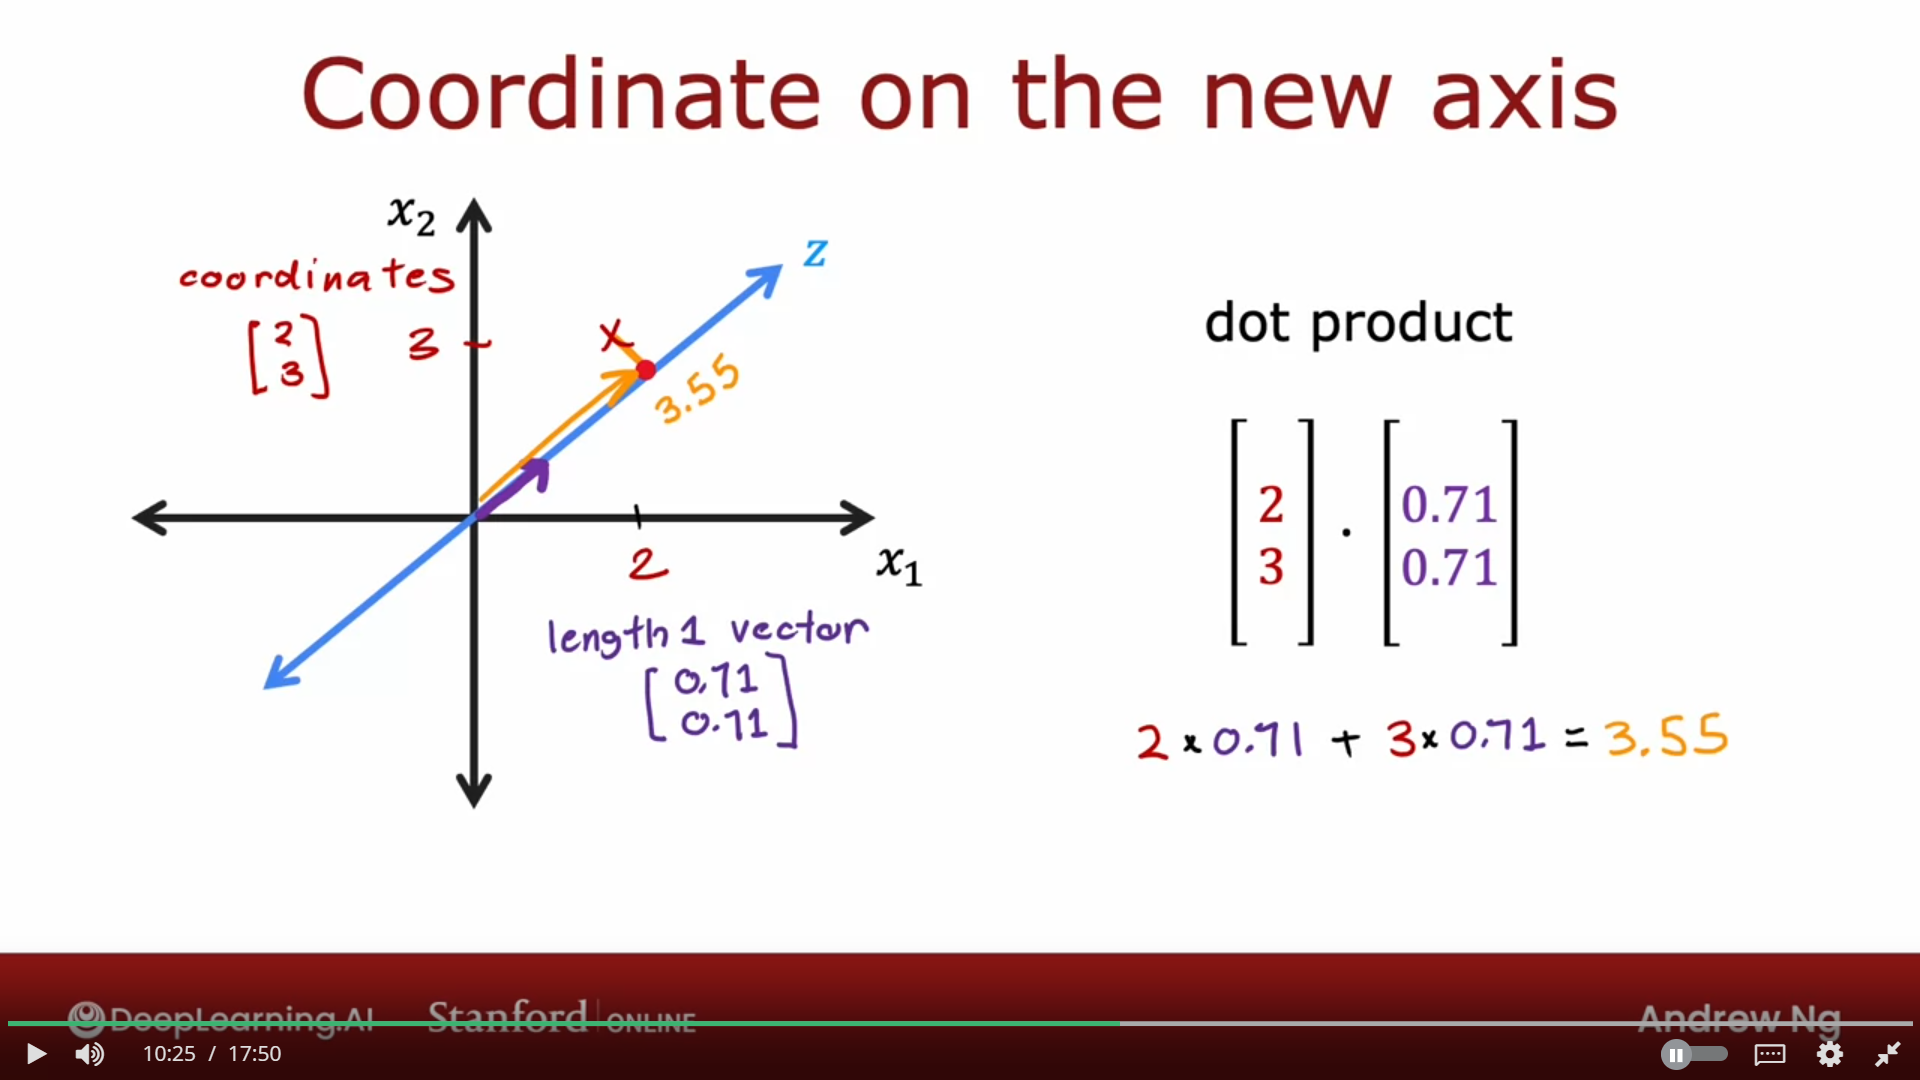 Coordinate on the new axis
x₂
z
coordinates
[2
3]
3
x
3.55
2
x₁
length 1 vector
[0.71
0.71]
dot product
[2
3] · [0.71
0.71]
2 × 0.71 + 3 × 0.71 = 3.55
DeepLearning.AI
Stanford | ONLINE
Andrew Ng
10:25 / 17:50